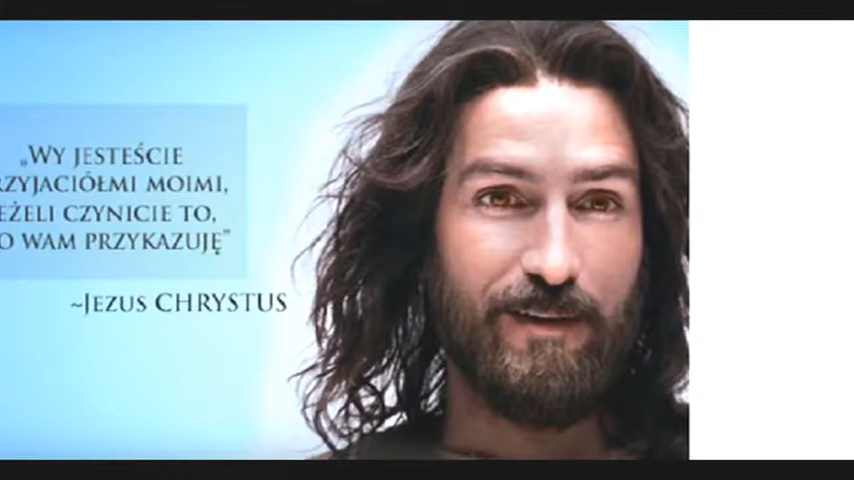 „WY JESTEŚCIE
RZYJACIÓŁMI MOIMI,
EŻELI CZYNICIE TO,
O WAM PRZYKAZUJĘ”
~JEZUS CHRYSTUS